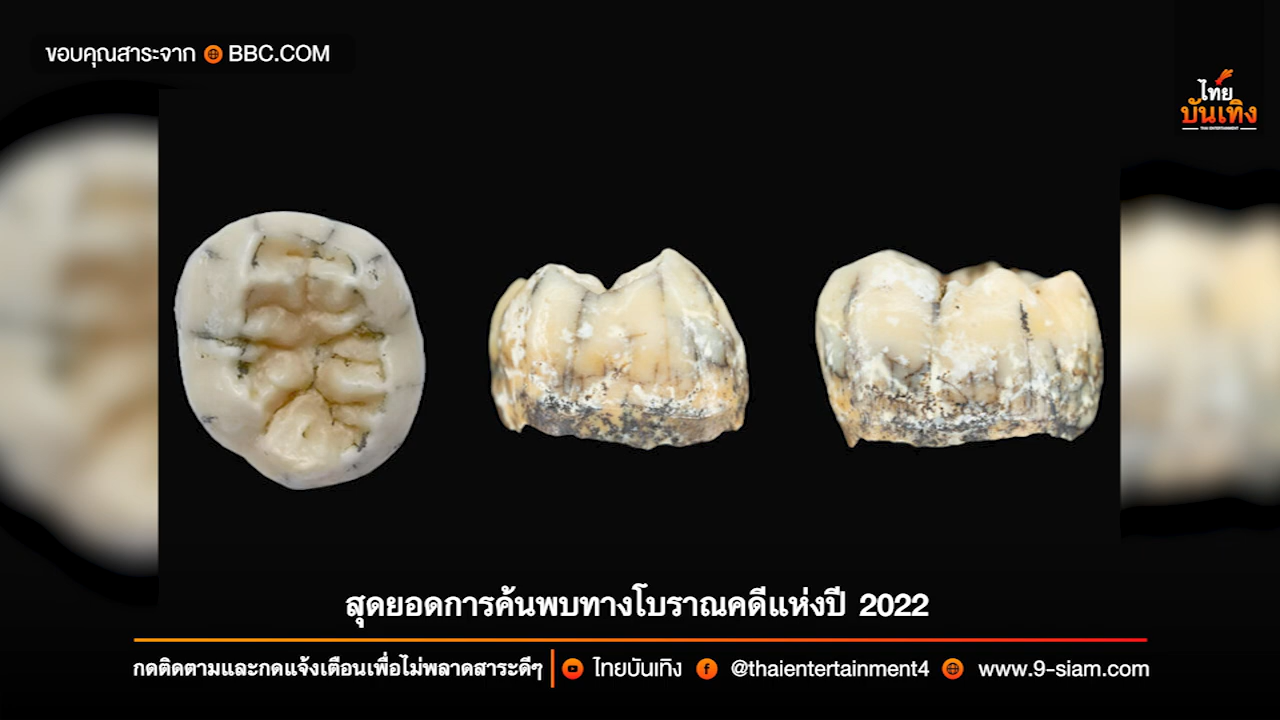 ขอบคุณสาระจาก BBC.COM
ไทย
บันเทิง
THAI ENTERTAINMENT
สุดยอดการค้นพบทางโบราณคดีแห่งปี 2022
กดติดตามและกดแจ้งเตือนเพื่อไม่พลาดสาระดีๆ ไทยบันเทิง @thaientertainment4 www.9-siam.com